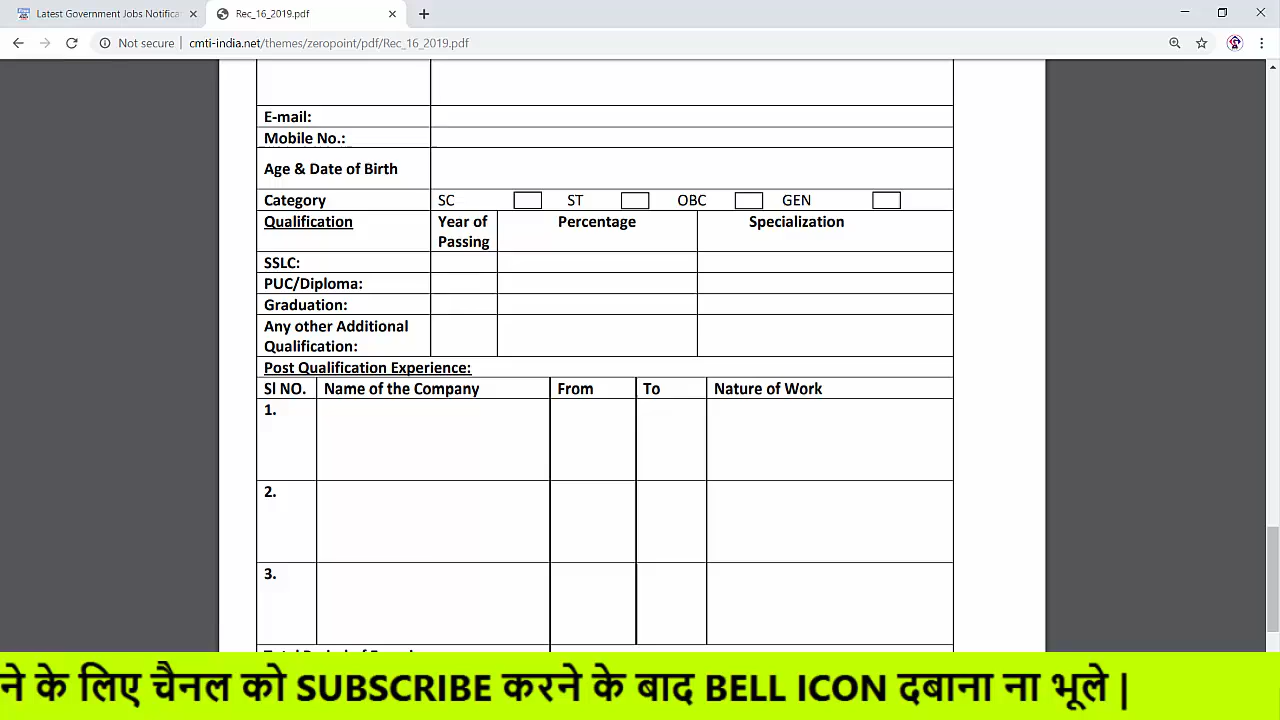 Latest Government Jobs Notifica
Rec_16_2019.pdf
Not secure | cmti-india.net/themes/zeropoint/pdf/Rec_16_2019.pdf
E-mail:
Mobile No.:
Age & Date of Birth
Category SC ST OBC GEN
Qualification Year of Passing Percentage Specialization
SSLC:
PUC/Diploma:
Graduation:
Any other Additional
Qualification:
Post Qualification Experience:
Sl NO. Name of the Company From To Nature of Work
1.
2.
3.
ने के लिए चैनल को SUBSCRIBE करने के बाद BELL ICON दबाना ना भूले |